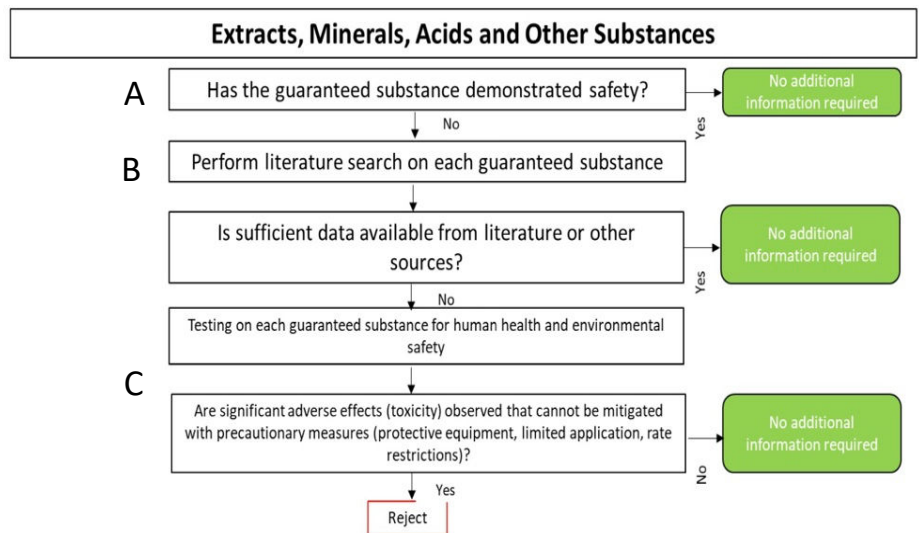 Extracts, Minerals, Acids and Other Substances
A
Has the guaranteed substance demonstrated safety?
No additional
information required
Yes
No
B
Perform literature search on each guaranteed substance
Is sufficient data available from literature or other
sources?
No additional
information required
Yes
No
Testing on each guaranteed substance for human health and environmental
safety
C
Are significant adverse effects (toxicity) observed that cannot be mitigated
with precautionary measures (protective equipment, limited application, rate
restrictions)?
No additional
information required
No
Yes
Reject